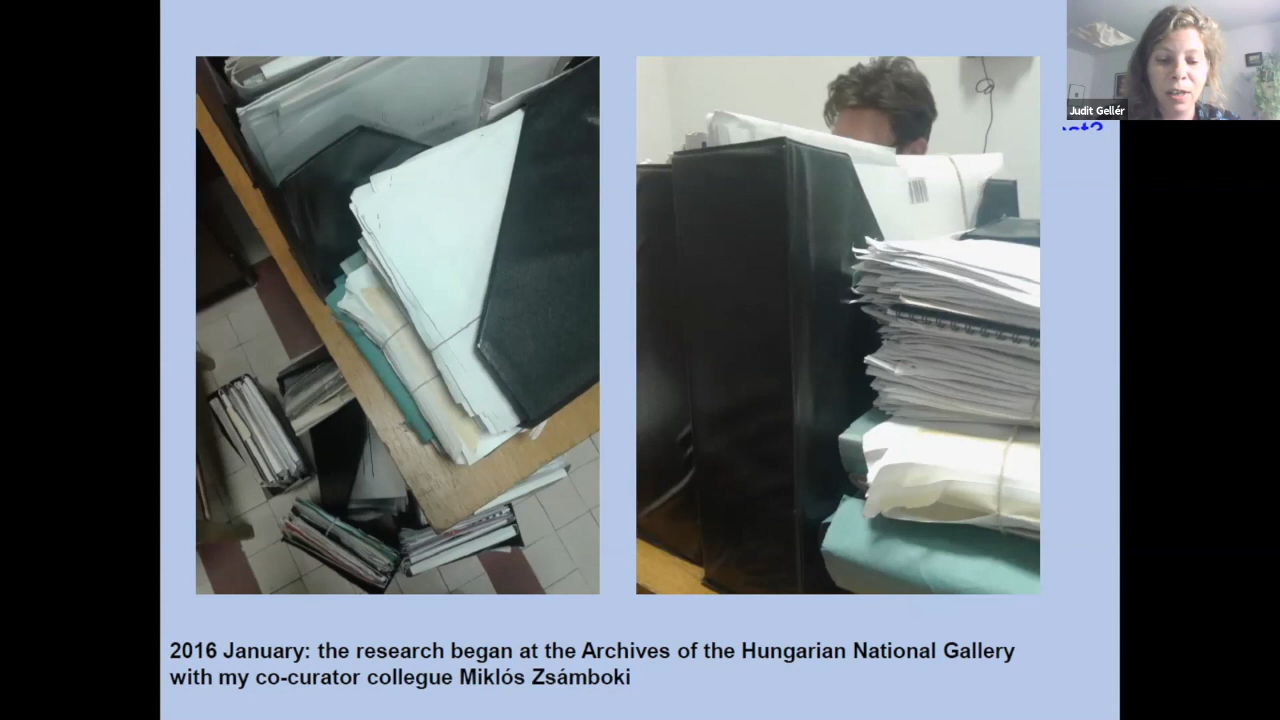 Judit Gellér
2016 January: the research began at the Archives of the Hungarian National Gallery
with my co-curator collegue Miklós Zsámboki